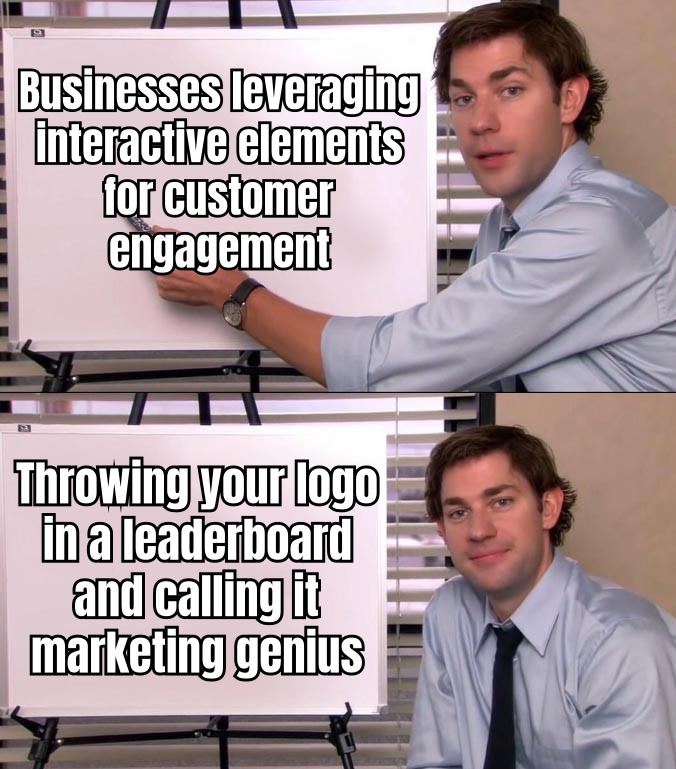 Businesses leveraging
interactive elements
for customer
engagement
Throwing your logo
in a leaderboard
and calling it
marketing genius